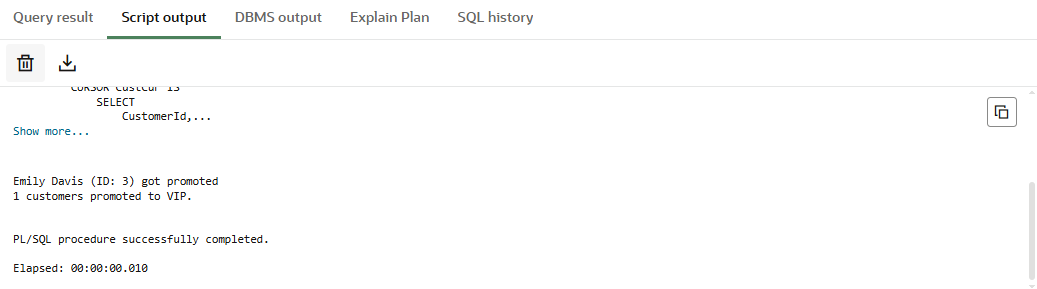 Query result Script output DBMS output Explain Plan SQL history
CURSOR CustCur IS
SELECT
CustomerId,...
Show more...
Emily Davis (ID: 3) got promoted
1 customers promoted to VIP.
PL/SQL procedure successfully completed.
Elapsed: 00:00:00.010